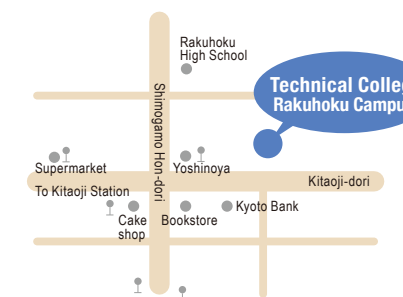 Rakuhoku
High School
Technical Colleg
Rakuhoku Campu
Shimogamo Hon-dori
Supermarket
Yoshinoya
To Kitaoji Station
Kitaoji-dori
Cake
shop
Bookstore
Kyoto Bank